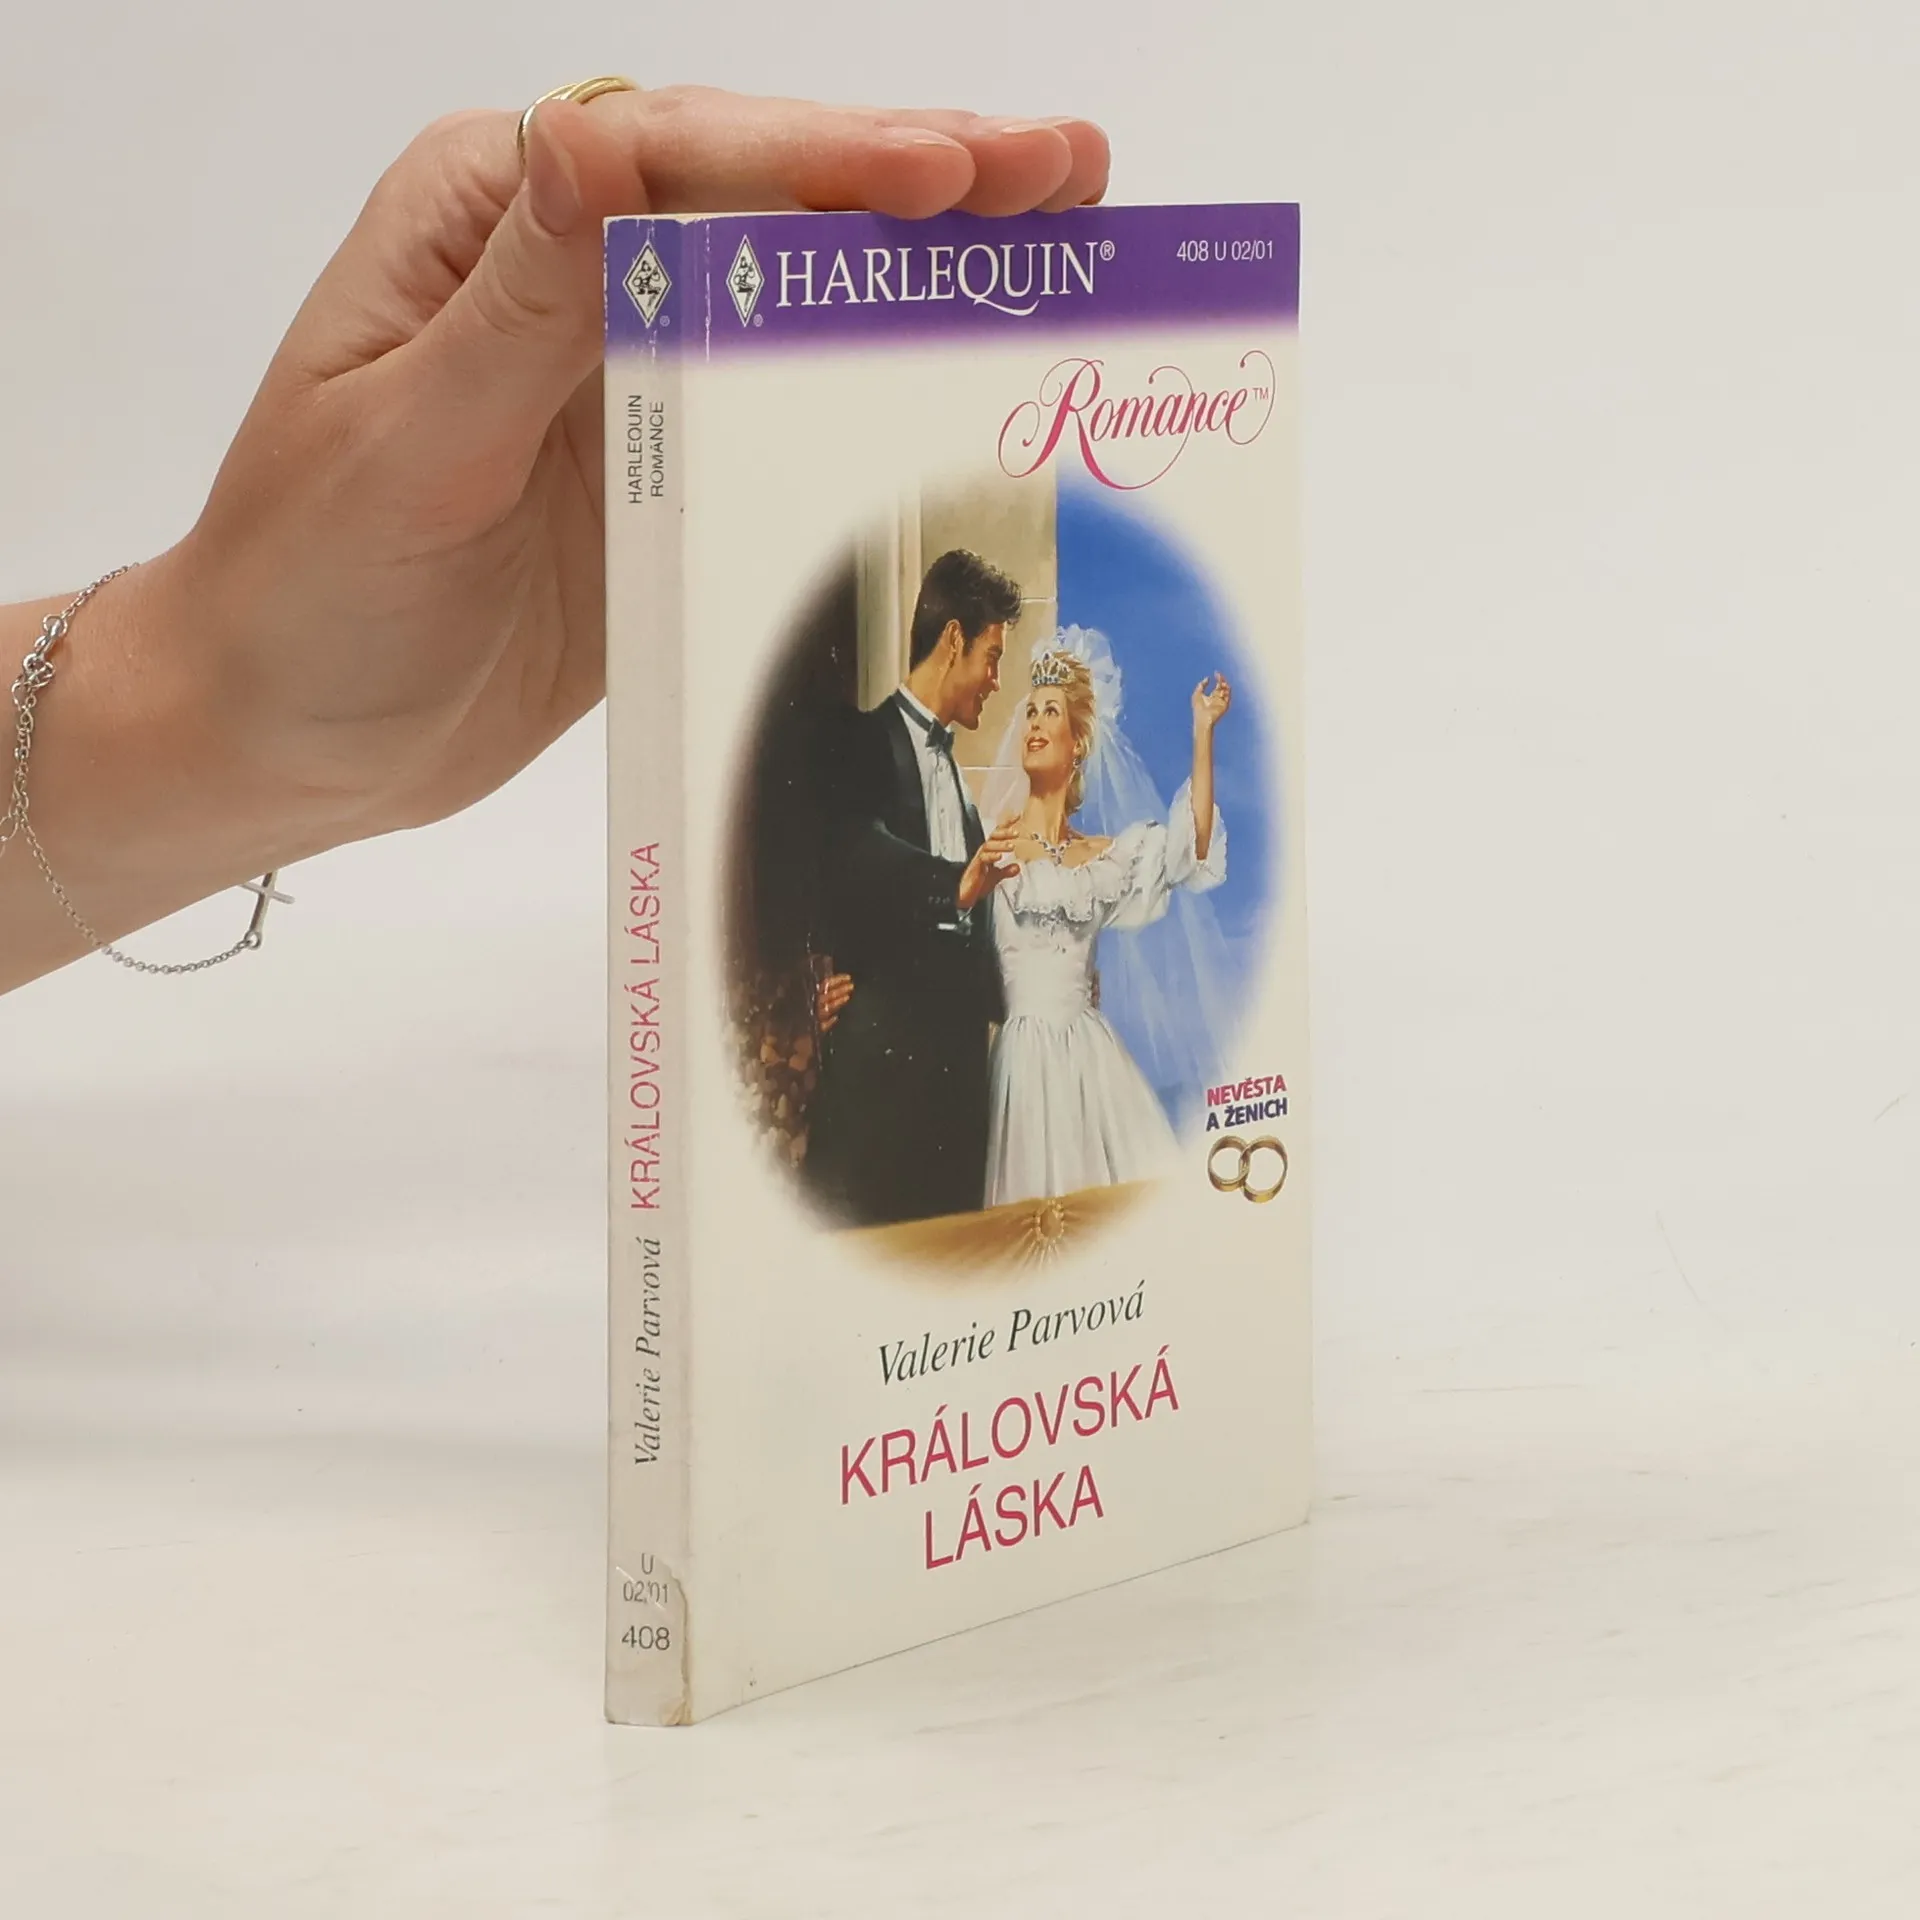 HARLEQUIN®
408 U 02/01
Romance™
NEVĚSTA
A ŽENICH
Valerie Parvová
KRÁLOVSKÁ
LÁSKA
HARLEQUIN
ROMÁNCE
KRÁLOVSKÁ LÁSKA
Valerie Parvová
U
02/01
408